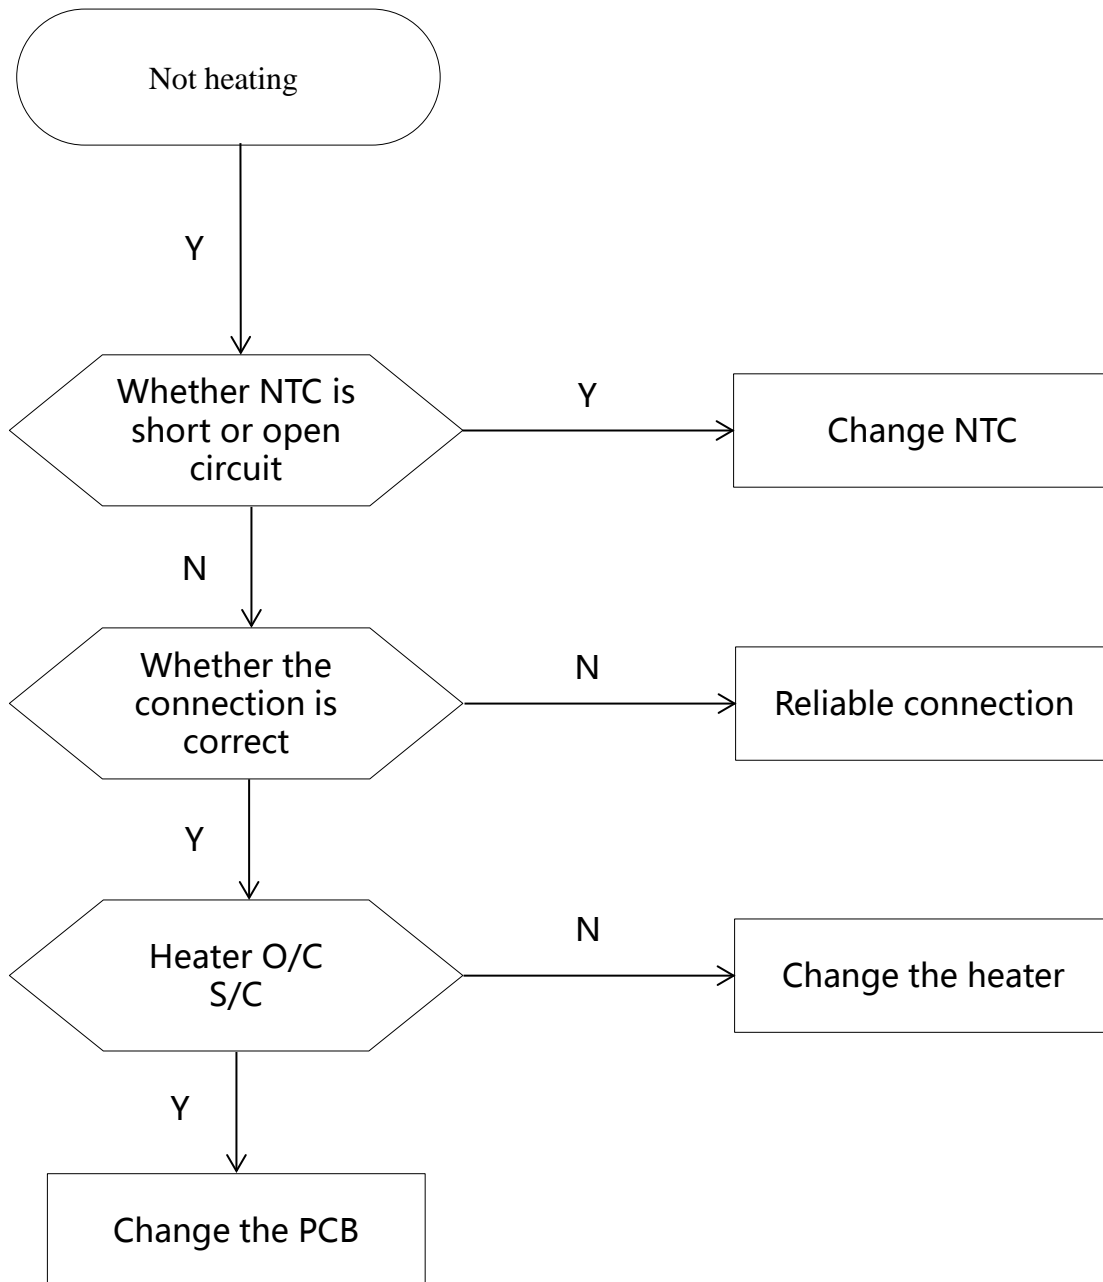 Not heating
Y
Whether NTC is
short or open
circuit
Y
Change NTC
N
Whether the
connection is
correct
N
Reliable connection
Y
Heater O/C
S/C
N
Change the heater
Y
Change the PCB